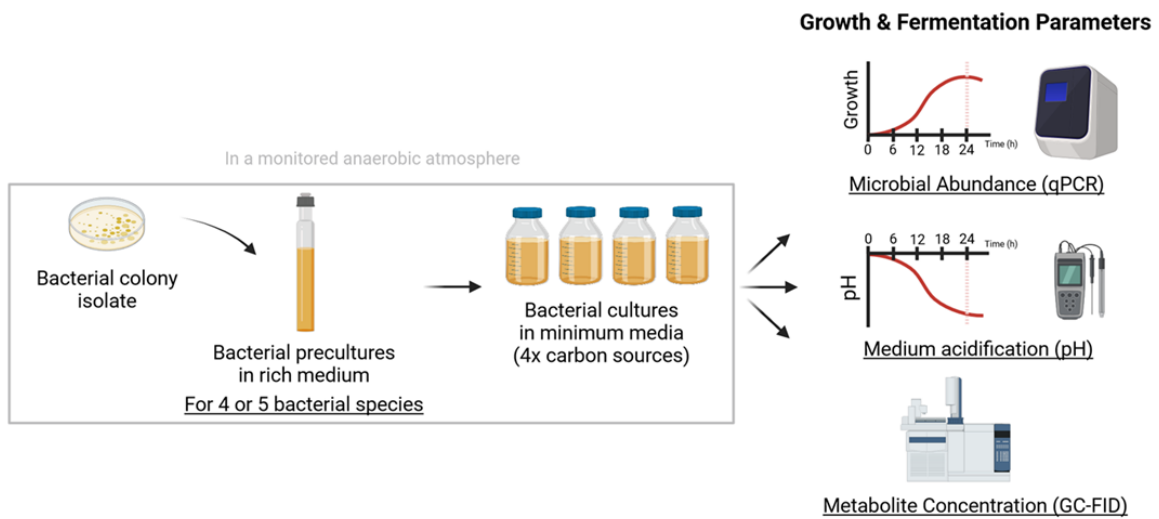 Growth & Fermentation Parameters
Growth
0 6 12 18 24 Time (h)
Microbial Abundance (qPCR)
In a monitored anaerobic atmosphere
Bacterial colony
isolate
Bacterial precultures
in rich medium
For 4 or 5 bacterial species
Bacterial cultures
in minimum media
(4x carbon sources)
0 6 12 18 24 Time (h)
pH
Medium acidification (pH)
Metabolite Concentration (GC-FID)